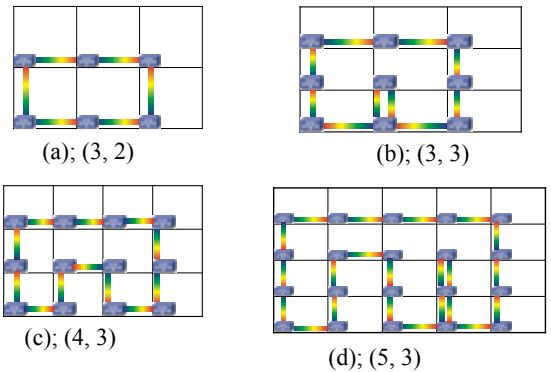 (a); (3, 2)
(b); (3, 3)
(c); (4, 3)
(d); (5, 3)